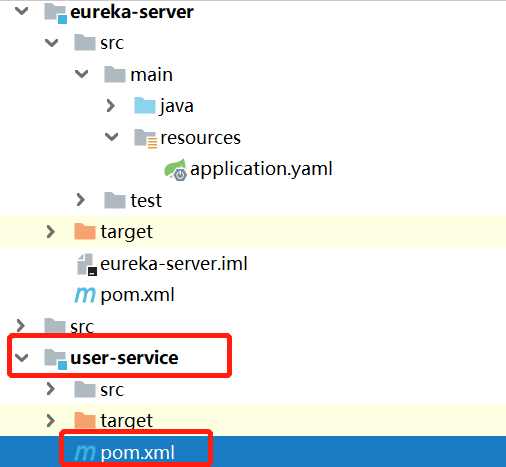 eureka-server
src
main
java
resources
application.yaml
test
target
eureka-server.iml
pom.xml
src
user-service
src
target
pom.xml